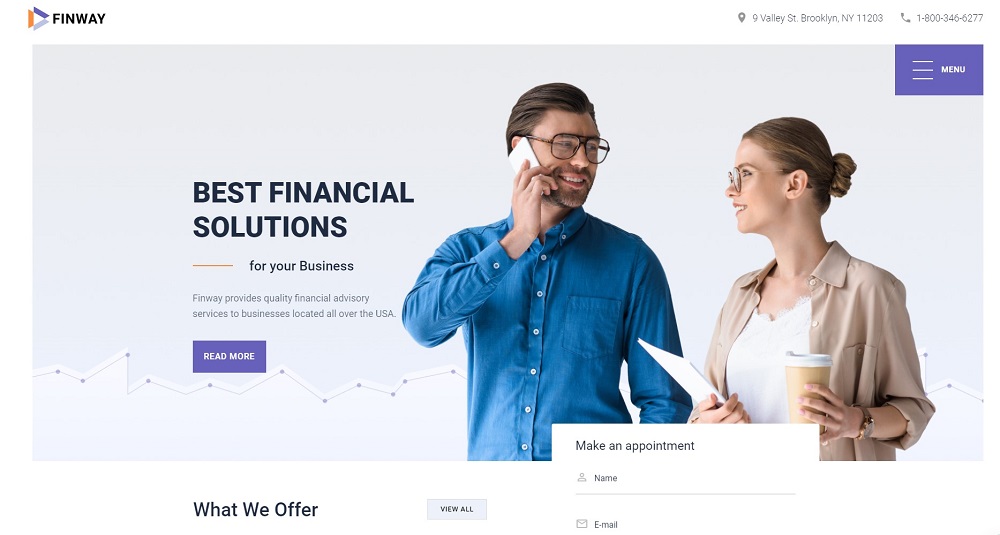 FINWAY
9 Valley St. Brooklyn, NY 11203
1-800-346-6277
MENU
BEST FINANCIAL
SOLUTIONS
for your Business
Finway provides quality financial advisory
services to businesses located all over the USA.
READ MORE
Make an appointment
Name
What We Offer
VIEW ALL
E-mail